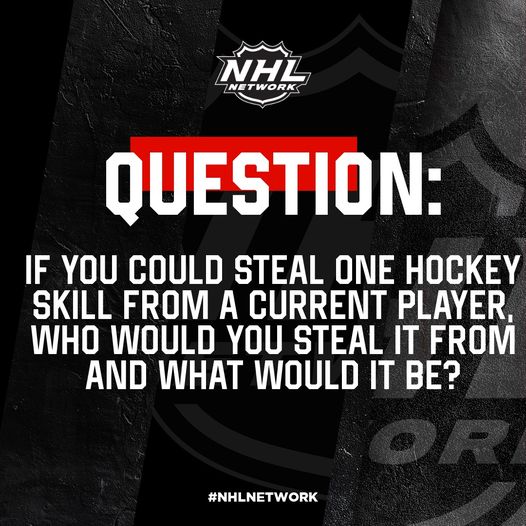 NHL
NETWORK
QUESTION:
IF YOU COULD STEAL ONE HOCKEY
SKILL FROM A CURRENT PLAYER,
WHO WOULD YOU STEAL IT FROM
AND WHAT WOULD IT BE?
#NHLNETWORK